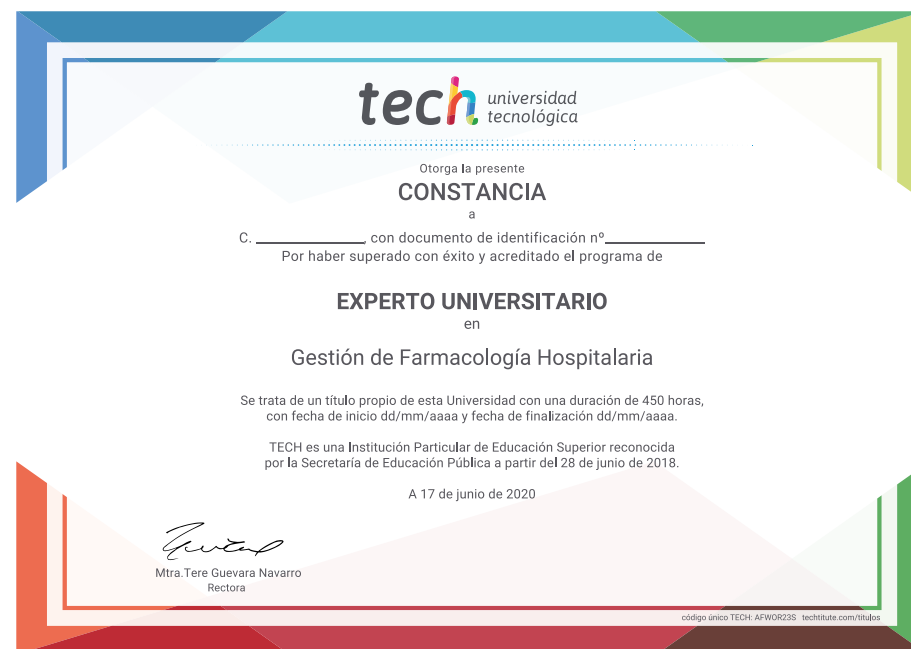 tech universidad
tecnológica
Otorga la presente
CONSTANCIA
a
C. ____________, con documento de identificación nº____________
Por haber superado con éxito y acreditado el programa de
EXPERTO UNIVERSITARIO
en
Gestión de Farmacología Hospitalaria
Se trata de un título propio de esta Universidad con una duración de 450 horas,
con fecha de inicio dd/mm/aaaa y fecha de finalización dd/mm/aaaa.
TECH es una Institución Particular de Educación Superior reconocida
por la Secretaría de Educación Pública a partir del 28 de junio de 2018.
A 17 de junio de 2020
Mtra.Tere Guevara Navarro
Rectora
código único TECH: AFWOR23S techtitute.com/titulos